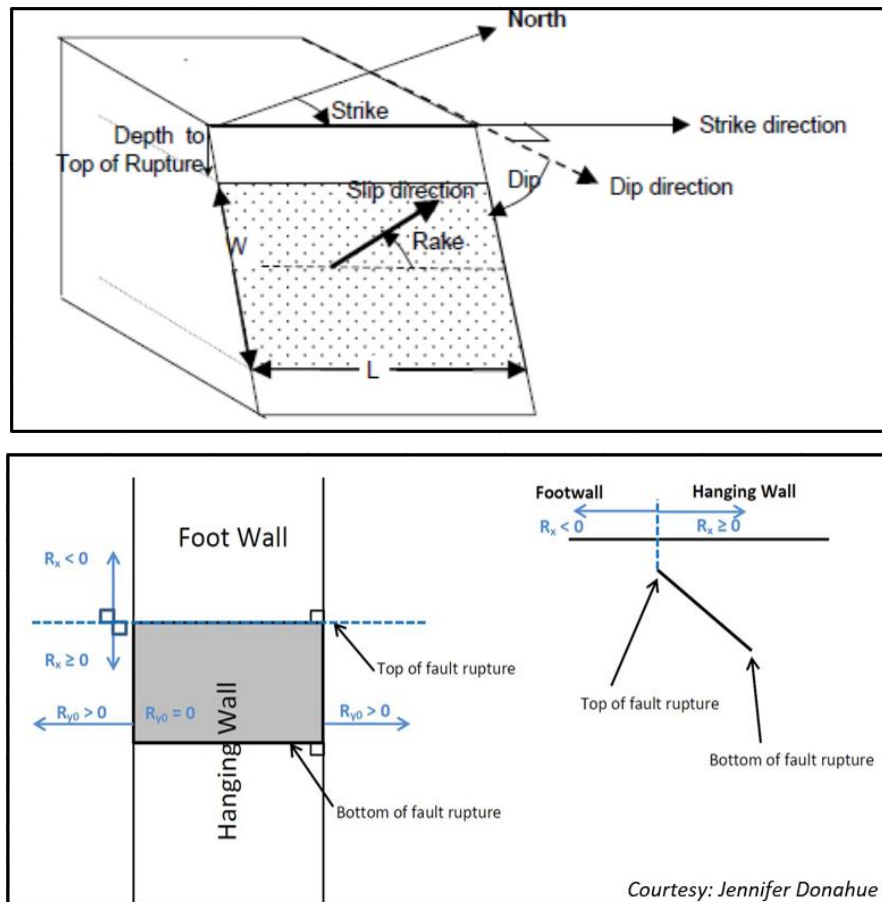 North
Strike
Strike direction
Depth to
Top of Rupture
Dip
Dip direction
Slip direction
W
Rake
L
Foot Wall
Rx < 0
Rx ≥ 0
Top of fault rupture
Ry0 > 0
Ry0 = 0
Ry0 > 0
Hanging Wall
Bottom of fault rupture
Footwall
Hanging Wall
Rx < 0
Rx ≥ 0
Top of fault rupture
Bottom of fault rupture
Courtesy: Jennifer Donahue